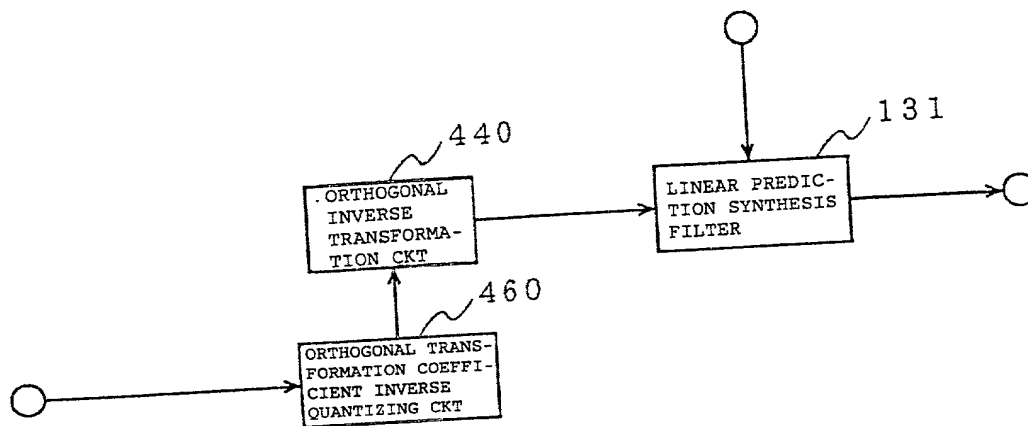 131
440
LINEAR PREDIC-
TION SYNTHESIS
FILTER
ORTHOGONAL
INVERSE
TRANSFORMA-
TION CKT
460
ORTHOGONAL TRANS-
FORMATION COEFFI-
CIENT INVERSE
QUANTIZING CKT